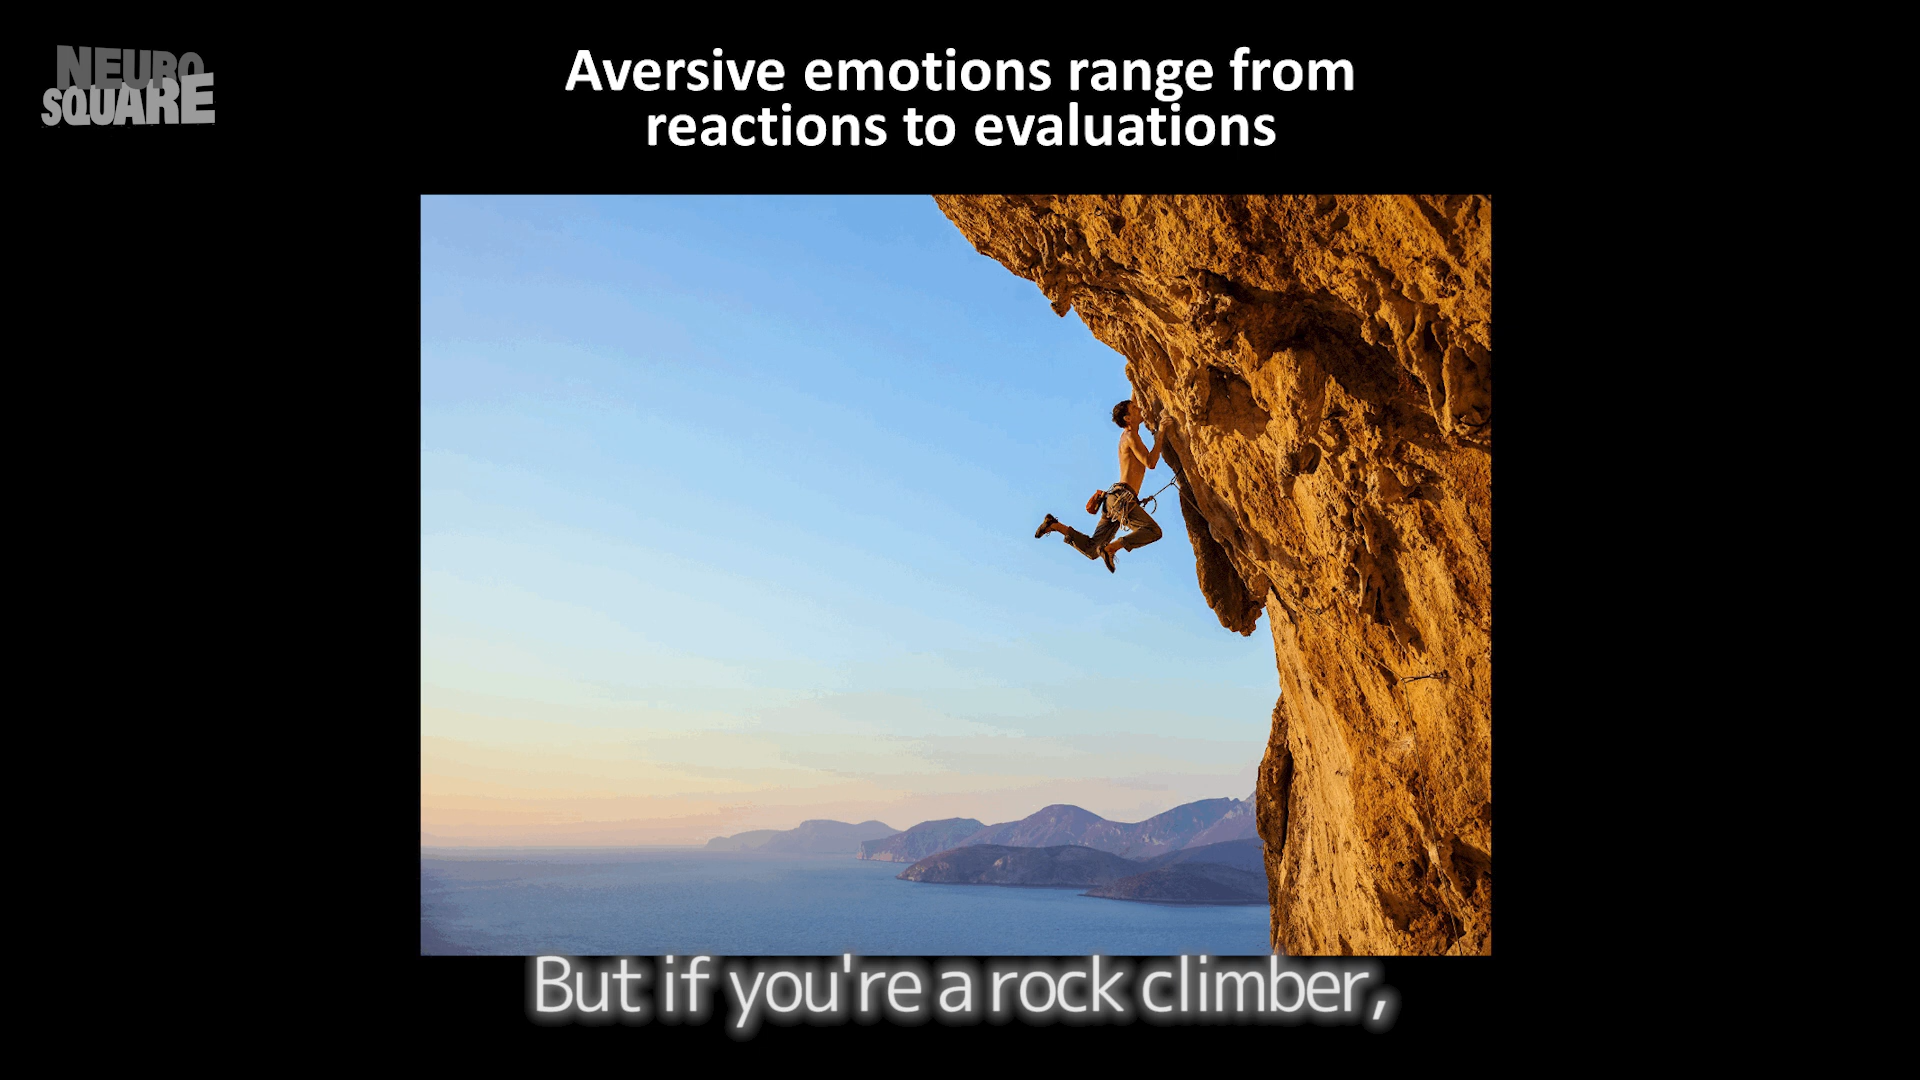 NEURO
SQUARE
Aversive emotions range from
reactions to evaluations
But if you're a rock climber,